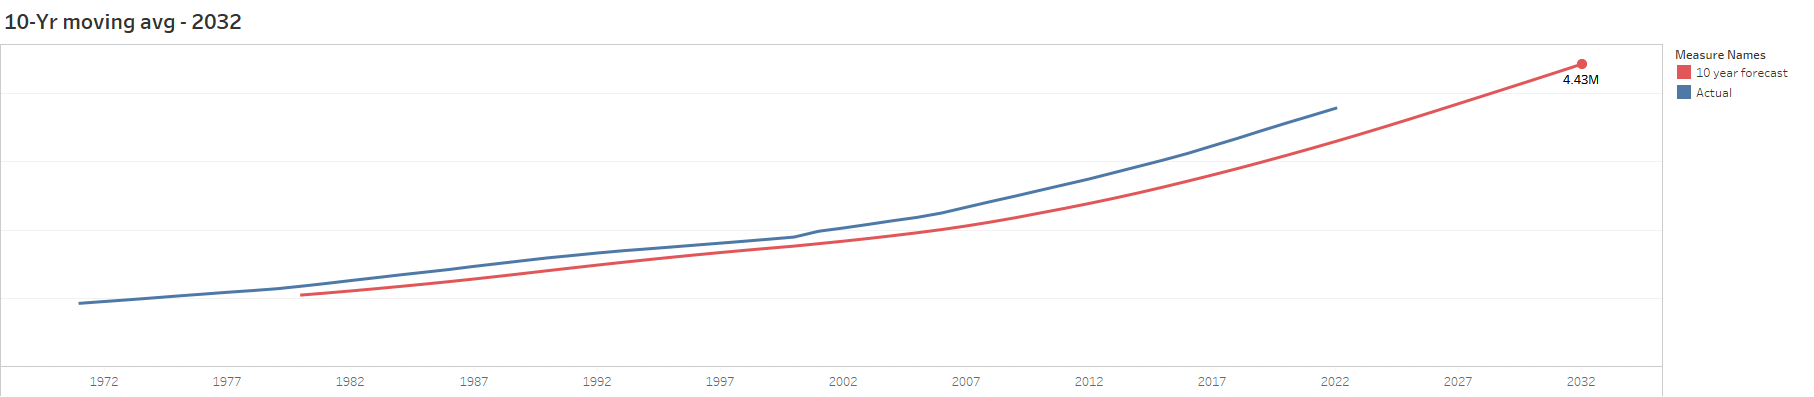 10-Yr moving avg - 2032
Measure Names
10 year forecast
Actual
4.43M
1972 1977 1982 1987 1992 1997 2002 2007 2012 2017 2022 2027 2032